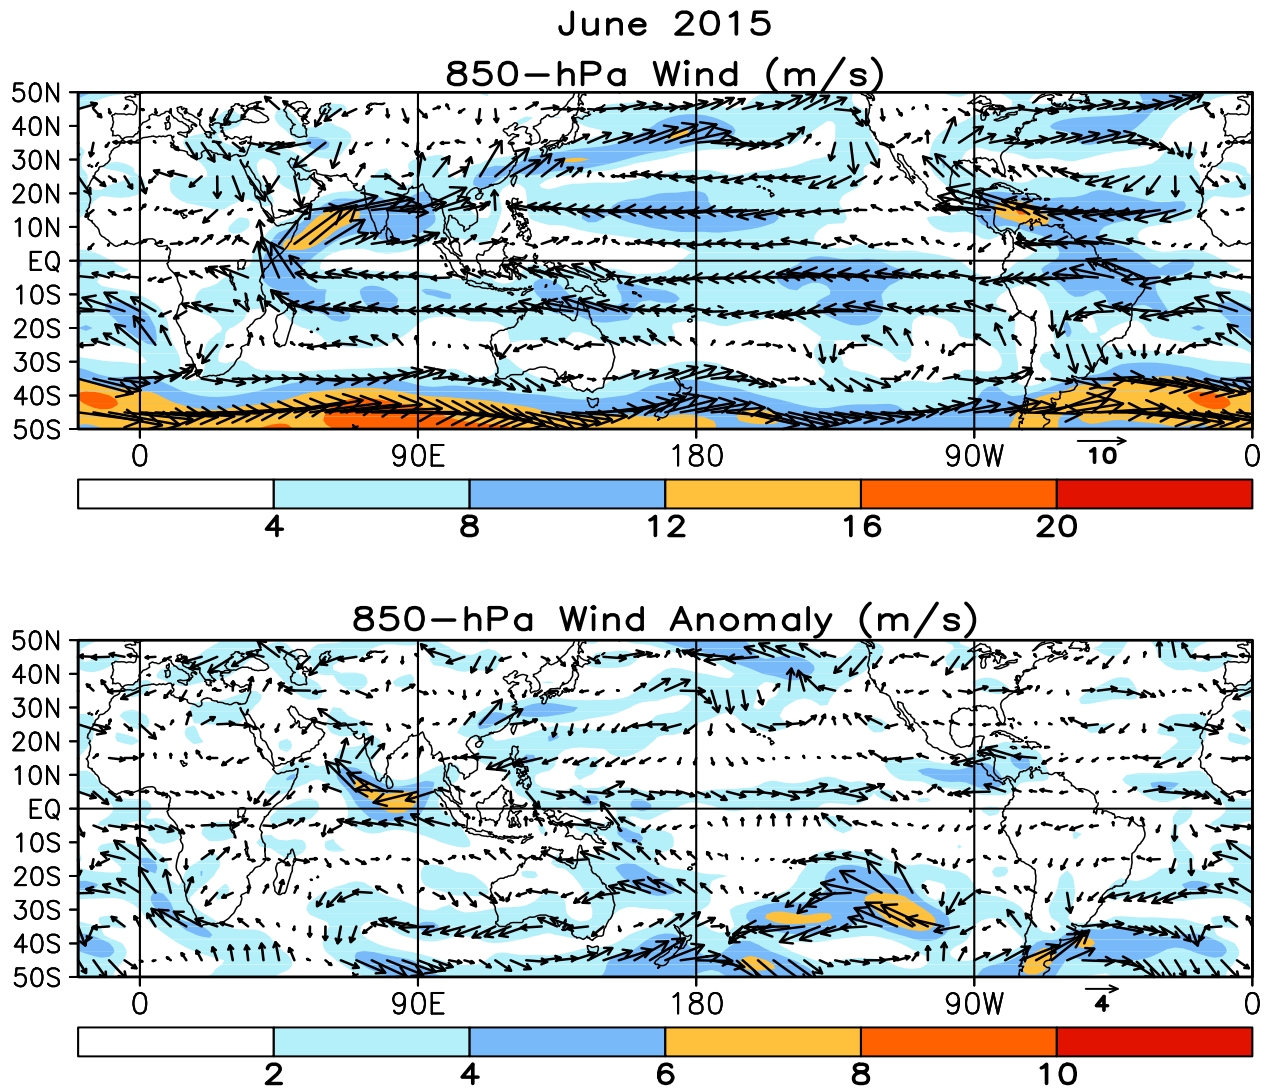 June 2015
850-hPa Wind (m/s)
50N
40N
30N
20N
10N
EQ
10S
20S
30S
40S
50S
0 90E 180 90W 0
10
4 8 12 16 20
850-hPa Wind Anomaly (m/s)
50N
40N
30N
20N
10N
EQ
10S
20S
30S
40S
50S
0 90E 180 90W 0
4
2 4 6 8 10